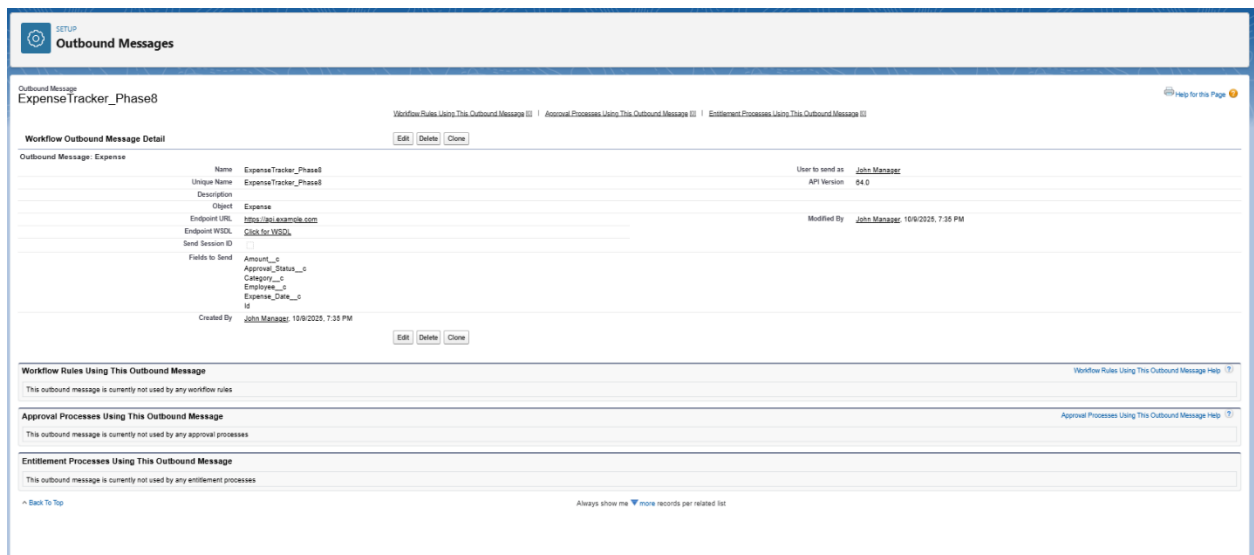 SETUP
Outbound Messages
Outbound Message
ExpenseTracker_Phase8
Help for this Page
Workflow Rules Using This Outbound Message | Approval Processes Using This Outbound Message | Entitlement Processes Using This Outbound Message
Workflow Outbound Message Detail Edit Delete Clone
Outbound Message: Expense
Name ExpenseTracker_Phase8 User to send as John Manager
Unique Name ExpenseTracker_Phase8 API Version 64.0
Description
Object Expense
Endpoint URL https://api.example.com Modified By John Manager, 10/9/2025, 7:35 PM
Endpoint WSDL Click for WSDL
Send Session ID
Fields to Send Amount__c
Approval_Status__c
Category__c
Employee__c
Expense_Date__c
Id
Created By John Manager, 10/9/2025, 7:35 PM
Edit Delete Clone
Workflow Rules Using This Outbound Message Workflow Rules Using This Outbound Message Help ?
This outbound message is currently not used by any workflow rules
Approval Processes Using This Outbound Message Approval Processes Using This Outbound Message Help ?
This outbound message is currently not used by any approval processes
Entitlement Processes Using This Outbound Message
This outbound message is currently not used by any entitlement processes
^ Back To Top Always show me ▼ more records per related list